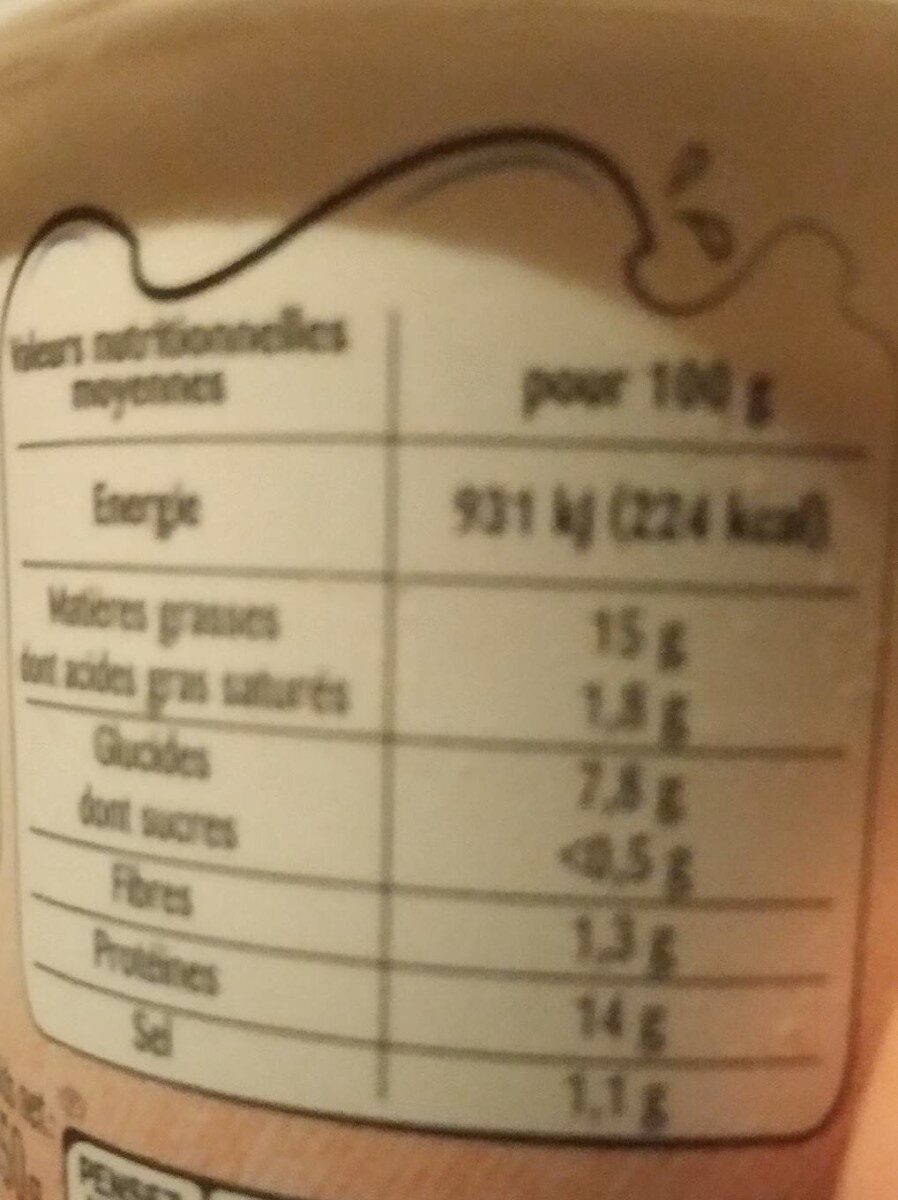 Valeurs nutritionnelles
moyennes
pour 100 g
Energie 931 kJ (224 kcal)
Matières grasses 15 g
dont acides gras saturés 1,8 g
Glucides 7,8 g
dont sucres <0,5 g
Fibres 1,3 g
Protéines 14 g
Sel 1,1 g
PENSEZ